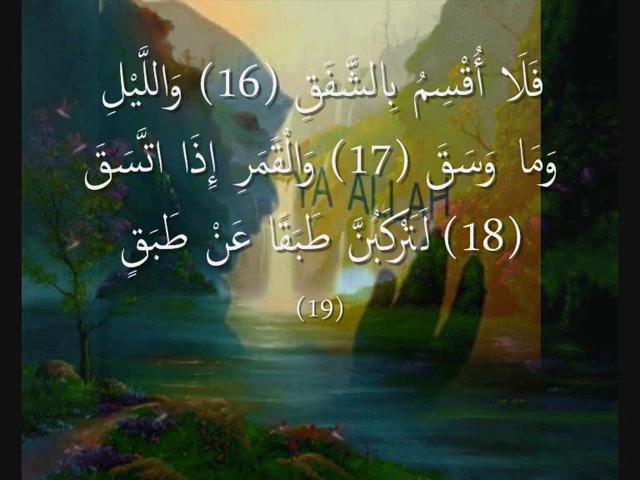 فَلَا أُقْسِمُ بِالشَّفَقِ (16) وَاللَّيْلِ
وَمَا وَسَقَ (17) وَالْقَمَرِ إِذَا اتَّسَقَ
YA ALLAH
(18) لَتَرْكَبُنَّ طَبَقًا عَنْ طَبَقٍ
(19)